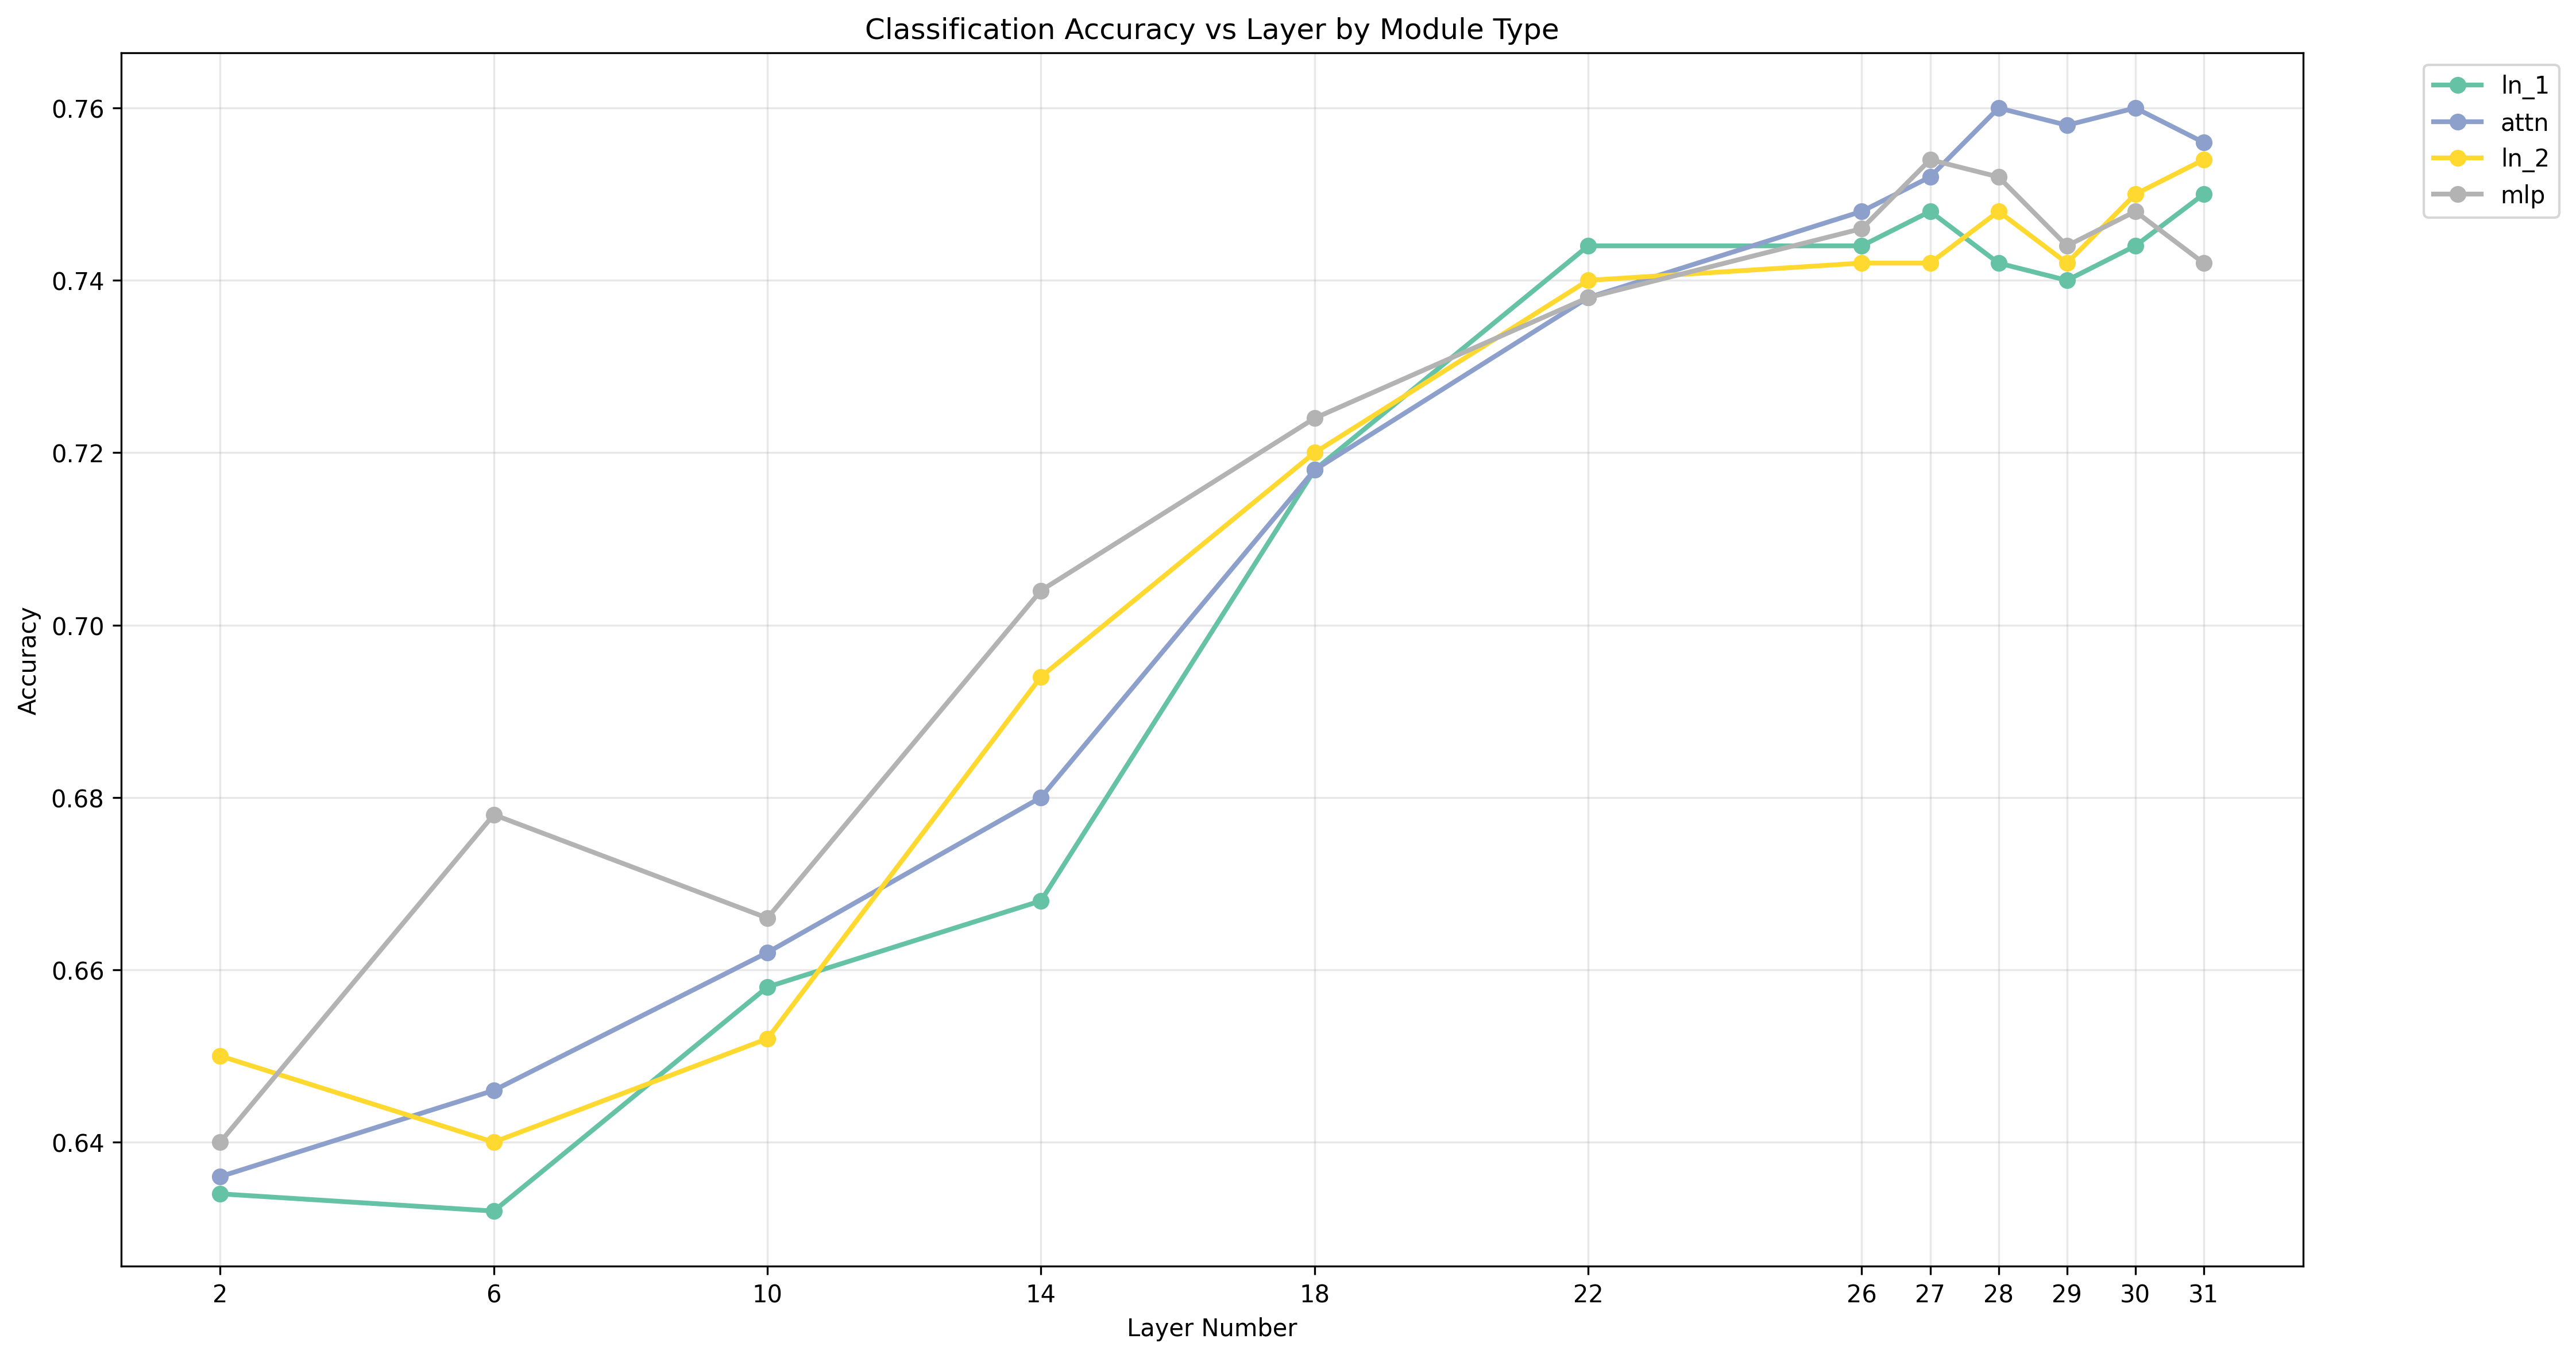 Classification Accuracy vs Layer by Module Type
ln_1
attn
ln_2
mlp
Accuracy
0.76
0.74
0.72
0.70
0.68
0.66
0.64
2 6 10 14 18 22 26 27 28 29 30 31
Layer Number